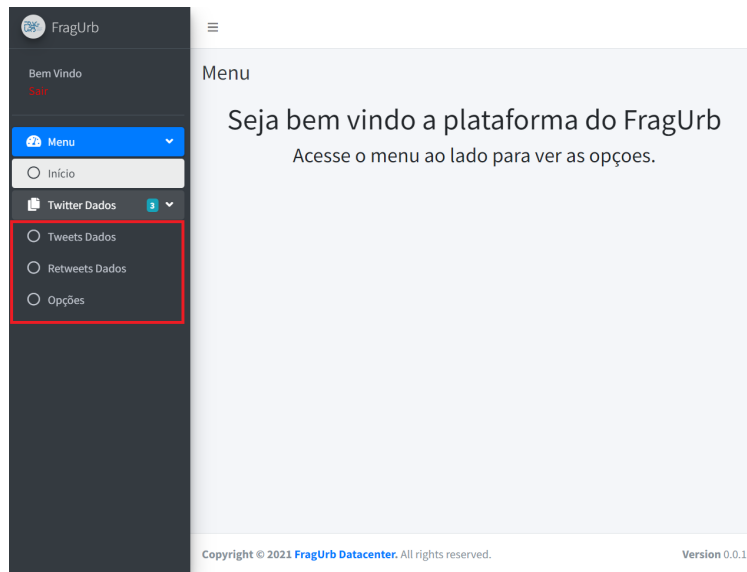 FragUrb
Bem Vindo
Sair
Menu
Início
Twitter Dados 3
Tweets Dados
Retweets Dados
Opções
Menu
Seja bem vindo a plataforma do FragUrb
Acesse o menu ao lado para ver as opçoes.
Copyright © 2021 FragUrb Datacenter. All rights reserved.
Version 0.0.1